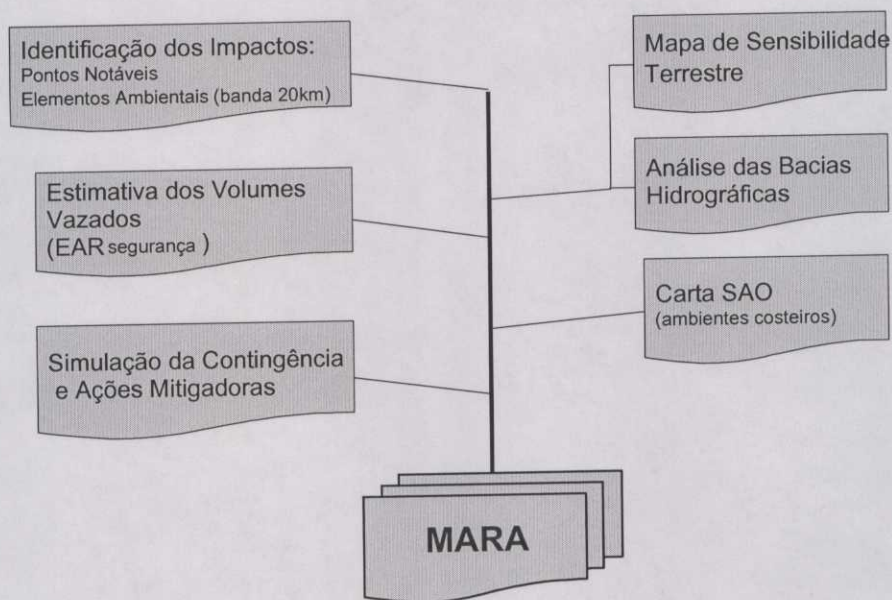 Identificação dos Impactos:
Pontos Notáveis
Elementos Ambientais (banda 20km)
Estimativa dos Volumes
Vazados
(EAR segurança )
Simulação da Contingência
e Ações Mitigadoras
Mapa de Sensibilidade
Terrestre
Análise das Bacias
Hidrográficas
Carta SAO
(ambientes costeiros)
MARA